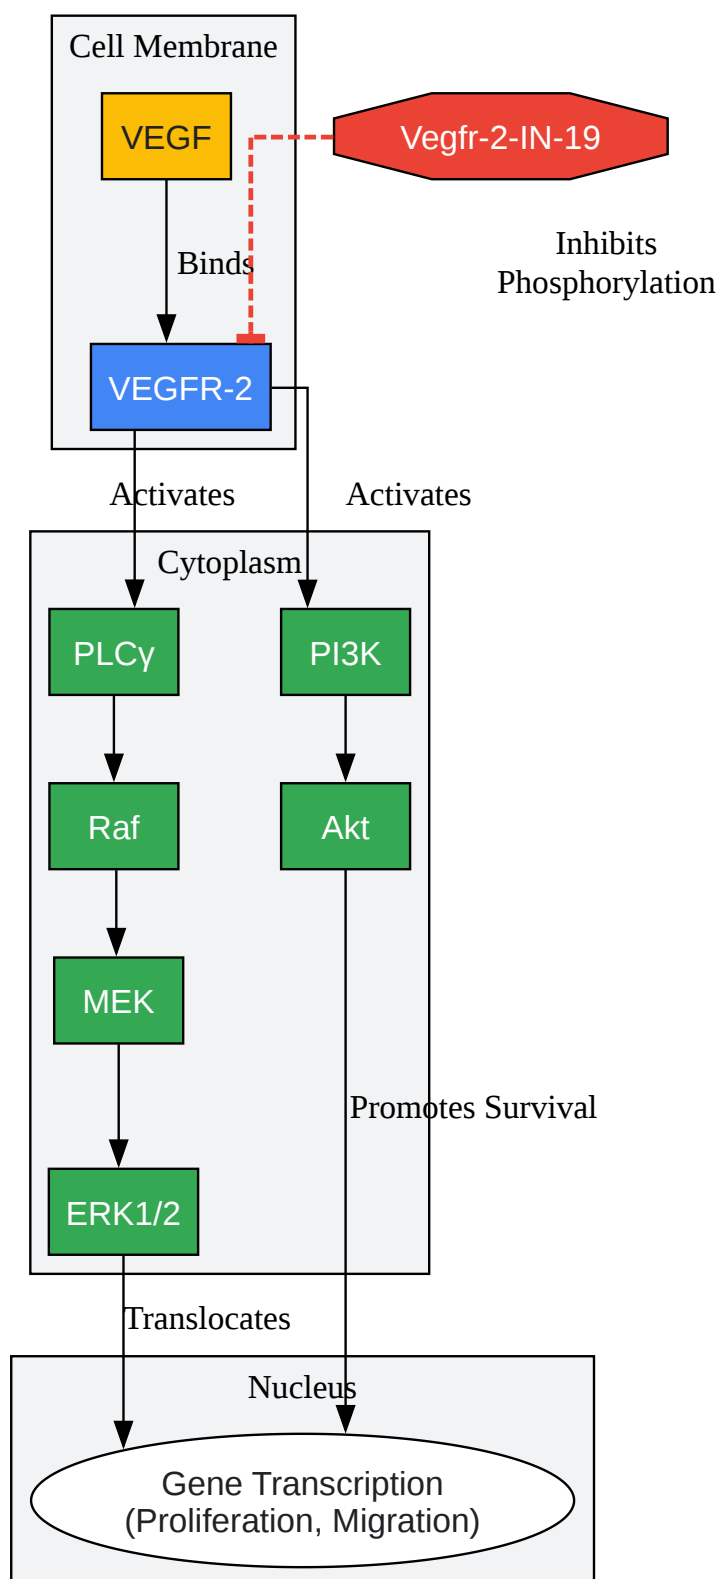 Cell Membrane
VEGF
Vegfr-2-IN-19
Binds
Inhibits
Phosphorylation
VEGFR-2
Activates
Activates
Cytoplasm
PLCγ
PI3K
Raf
Akt
MEK
Promotes Survival
ERK1/2
Translocates
Nucleus
Gene Transcription
(Proliferation, Migration)